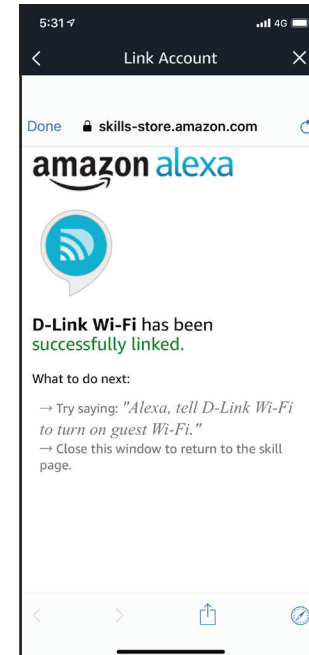 5:31
4G
Link Account
Done
skills-store.amazon.com
amazon alexa
D-Link Wi-Fi has been
successfully linked.
What to do next:
→ Try saying: "Alexa, tell D-Link Wi-Fi
to turn on guest Wi-Fi."
→ Close this window to return to the skill
page.